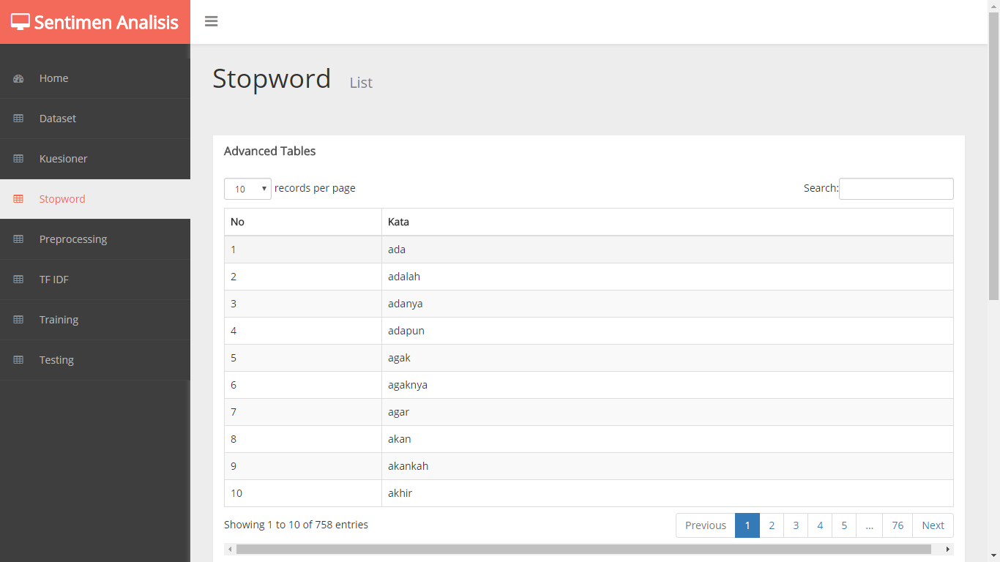 Sentimen Analisis
Home
Dataset
Kuesioner
Stopword
Preprocessing
TF IDF
Training
Testing
Stopword List
Advanced Tables
10 records per page Search:
No Kata
1 ada
2 adalah
3 adanya
4 adapun
5 agak
6 agaknya
7 agar
8 akan
9 akankah
10 akhir
Showing 1 to 10 of 758 entries Previous 1 2 3 4 5 ... 76 Next